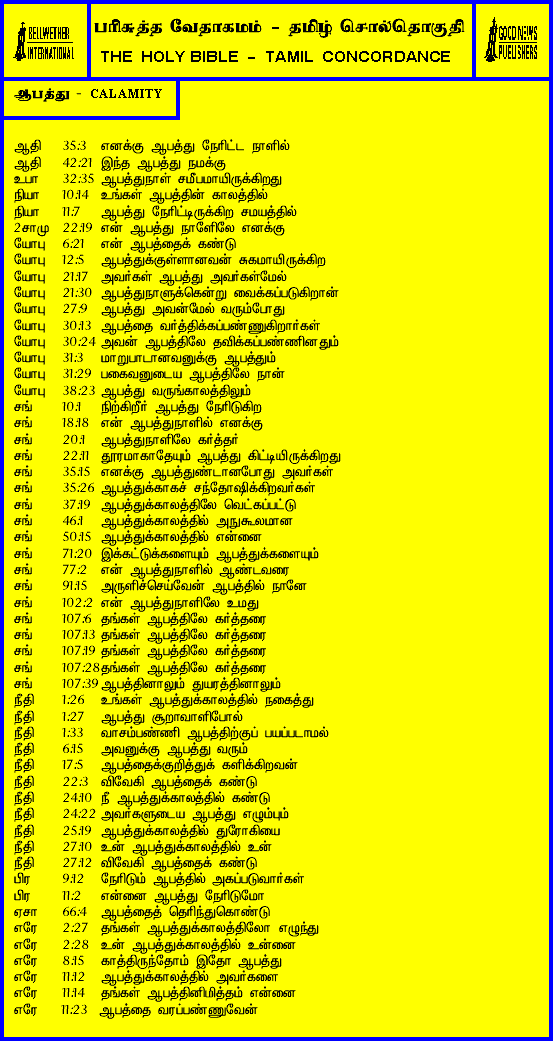 BELLWETHER
INTERNATIONAL
பரிசுத்த வேதாகமம் - தமிழ் சொல்தொகுதி
THE HOLY BIBLE - TAMIL CONCORDANCE
GOOD NEWS
PUBLISHERS
ஆபத்து - CALAMITY
ஆதி 35:3 எனக்கு ஆபத்து நேரிட்ட நாளில்
ஆதி 42:21 இந்த ஆபத்து நமக்கு
உபா 32:35 ஆபத்துநாள் சமீபமாயிருக்கிறது
நியா 10:14 உங்கள் ஆபத்தின் காலத்தில்
நியா 11:7 ஆபத்து நேரிட்டிருக்கிற சமயத்தில்
2சாமு 22:19 என் ஆபத்து நாளிலே எனக்கு
யோபு 6:21 என் ஆபத்தைக் கண்டு
யோபு 12:5 ஆபத்துக்குள்ளானவன் சுகமாயிருக்கிற
யோபு 21:17 அவர்கள் ஆபத்து அவர்கள்மேல்
யோபு 21:30 ஆபத்துநாளுக்கென்று வைக்கப்படுகிறான்
யோபு 27:9 ஆபத்து அவன்மேல் வரும்போது
யோபு 30:13 ஆபத்தை வர்த்திக்கப்பண்ணுகிறார்கள்
யோபு 30:24 அவன் ஆபத்திலே தவிக்கப்பண்ணினதும்
யோபு 31:3 மாறுபாடானவனுக்கு ஆபத்தும்
யோபு 31:29 பகைவனுடைய ஆபத்திலே நான்
யோபு 38:23 ஆபத்து வருங்காலத்திலும்
சங் 10:1 நிற்கிறீர் ஆபத்து நேரிடுகிற
சங் 18:18 என் ஆபத்துநாளில் எனக்கு
சங் 20:1 ஆபத்துநாளிலே கர்த்தர்
சங் 22:11 தூரமாகாதேயும் ஆபத்து கிட்டியிருக்கிறது
சங் 35:15 எனக்கு ஆபத்துண்டானபோது அவர்கள்
சங் 35:26 ஆபத்துக்காகச் சந்தோஷிக்கிறவர்கள்
சங் 37:19 ஆபத்துக்காலத்திலே வெட்கப்பட்டு
சங் 46:1 ஆபத்துக்காலத்தில் அநுகூலமான
சங் 50:15 ஆபத்துக்காலத்தில் என்னை
சங் 71:20 இக்கட்டுக்களையும் ஆபத்துக்களையும்
சங் 77:2 என் ஆபத்துநாளில் ஆண்டவரை
சங் 91:15 அருளிச்செய்வேன் ஆபத்தில் நானே
சங் 102:2 என் ஆபத்துநாளிலே உமது
சங் 107:6 தங்கள் ஆபத்திலே கர்த்தரை
சங் 107:13 தங்கள் ஆபத்திலே கர்த்தரை
சங் 107:19 தங்கள் ஆபத்திலே கர்த்தரை
சங் 107:28 தங்கள் ஆபத்திலே கர்த்தரை
சங் 107:39 ஆபத்தினாலும் துயரத்தினாலும்
நீதி 1:26 உங்கள் ஆபத்துக்காலத்தில் நகைத்து
நீதி 1:27 ஆபத்து சூறாவாளிபோல்
நீதி 1:33 வாசம்பண்ணி ஆபத்திற்குப் பயப்படாமல்
நீதி 6:15 அவனுக்கு ஆபத்து வரும்
நீதி 17:5 ஆபத்தைக்குறித்துக் களிக்கிறவன்
நீதி 22:3 விவேகி ஆபத்தைக் கண்டு
நீதி 24:10 நீ ஆபத்துக்காலத்தில் கண்டு
நீதி 24:22 அவர்களுடைய ஆபத்து எழும்பும்
நீதி 25:19 ஆபத்துக்காலத்தில் துரோகியை
நீதி 27:10 உன் ஆபத்துக்காலத்தில் உன்
நீதி 27:12 விவேகி ஆபத்தைக் கண்டு
பிர 9:12 நேரிடும் ஆபத்தில் அகப்படுவார்கள்
பிர 11:2 என்னை ஆபத்து நேரிடுமோ
ஏசா 66:4 ஆபத்தைத் தெரிந்துகொண்டு
எரே 2:27 தங்கள் ஆபத்துக்காலத்திலோ எழுந்து
எரே 2:28 உன் ஆபத்துக்காலத்தில் உன்னை
எரே 8:15 காத்திருந்தோம் இதோ ஆபத்து
எரே 11:12 ஆபத்துக்காலத்தில் அவர்களை
எரே 11:14 தங்கள் ஆபத்தினிமித்தம் என்னை
எரே 11:23 ஆபத்தை வரப்பண்ணுவேன்